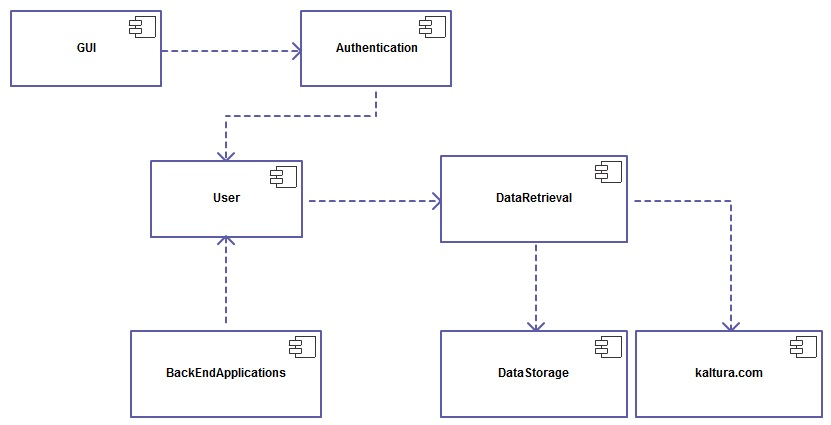 GUI
Authentication
User
DataRetrieval
BackEndApplications
DataStorage
kaltura.com